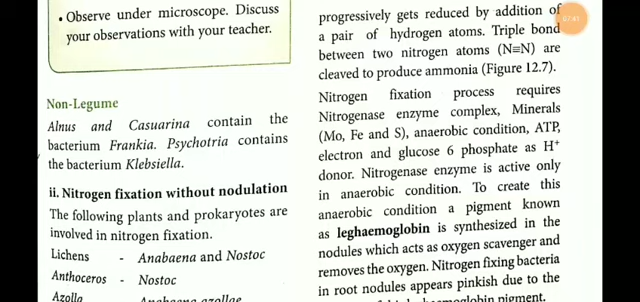 • Observe under microscope. Discuss
your observations with your teacher.
Non-Legume
Alnus and Casuarina contain the
bacterium Frankia. Psychotria contains
the bacterium Klebsiella.
ii. Nitrogen fixation without nodulation
The following plants and prokaryotes are
involved in nitrogen fixation.
Lichens - Anabaena and Nostoc
Anthoceros - Nostoc
Azolla - Anabaena azollae
progressively gets reduced by addition of
a pair of hydrogen atoms. Triple bond
between two nitrogen atoms (N≡N) are
cleaved to produce ammonia (Figure 12.7).
Nitrogen fixation process requires
Nitrogenase enzyme complex, Minerals
(Mo, Fe and S), anaerobic condition, ATP,
electron and glucose 6 phosphate as H+
donor. Nitrogenase enzyme is active only
in anaerobic condition. To create this
anaerobic condition a pigment known
as leghaemoglobin is synthesized in the
nodules which acts as oxygen scavenger and
removes the oxygen. Nitrogen fixing bacteria
in root nodules appears pinkish due to the
pigment.